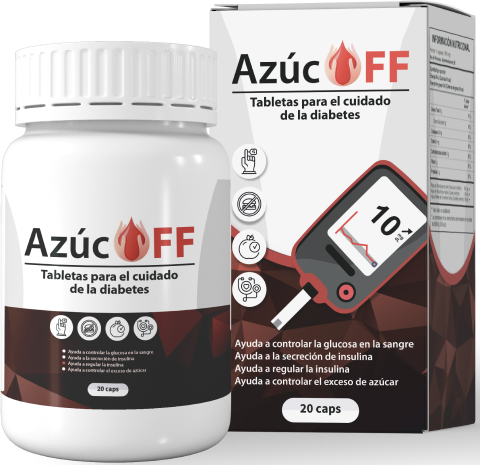 AzúcOFF
Tabletas para el cuidado
de la diabetes
Ayuda a controlar la glucosa en la sangre
Ayuda a la secreción de insulina
Ayuda a regular la insulina
Ayuda a controlar el exceso de azúcar
20 caps
AzúcOFF
Tabletas para el cuidado
de la diabetes
10
Ayuda a controlar la glucosa en la sangre
Ayuda a la secreción de insulina
Ayuda a regular la insulina
Ayuda a controlar el exceso de azúcar
20 caps
INFORMACIÓN NUTRICIONAL